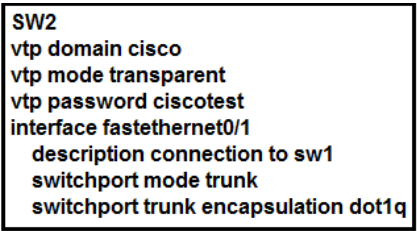 SW2
vtp domain cisco
vtp mode transparent
vtp password ciscotest
interface fastethernet0/1
description connection to sw1
switchport mode trunk
switchport trunk encapsulation dot1q